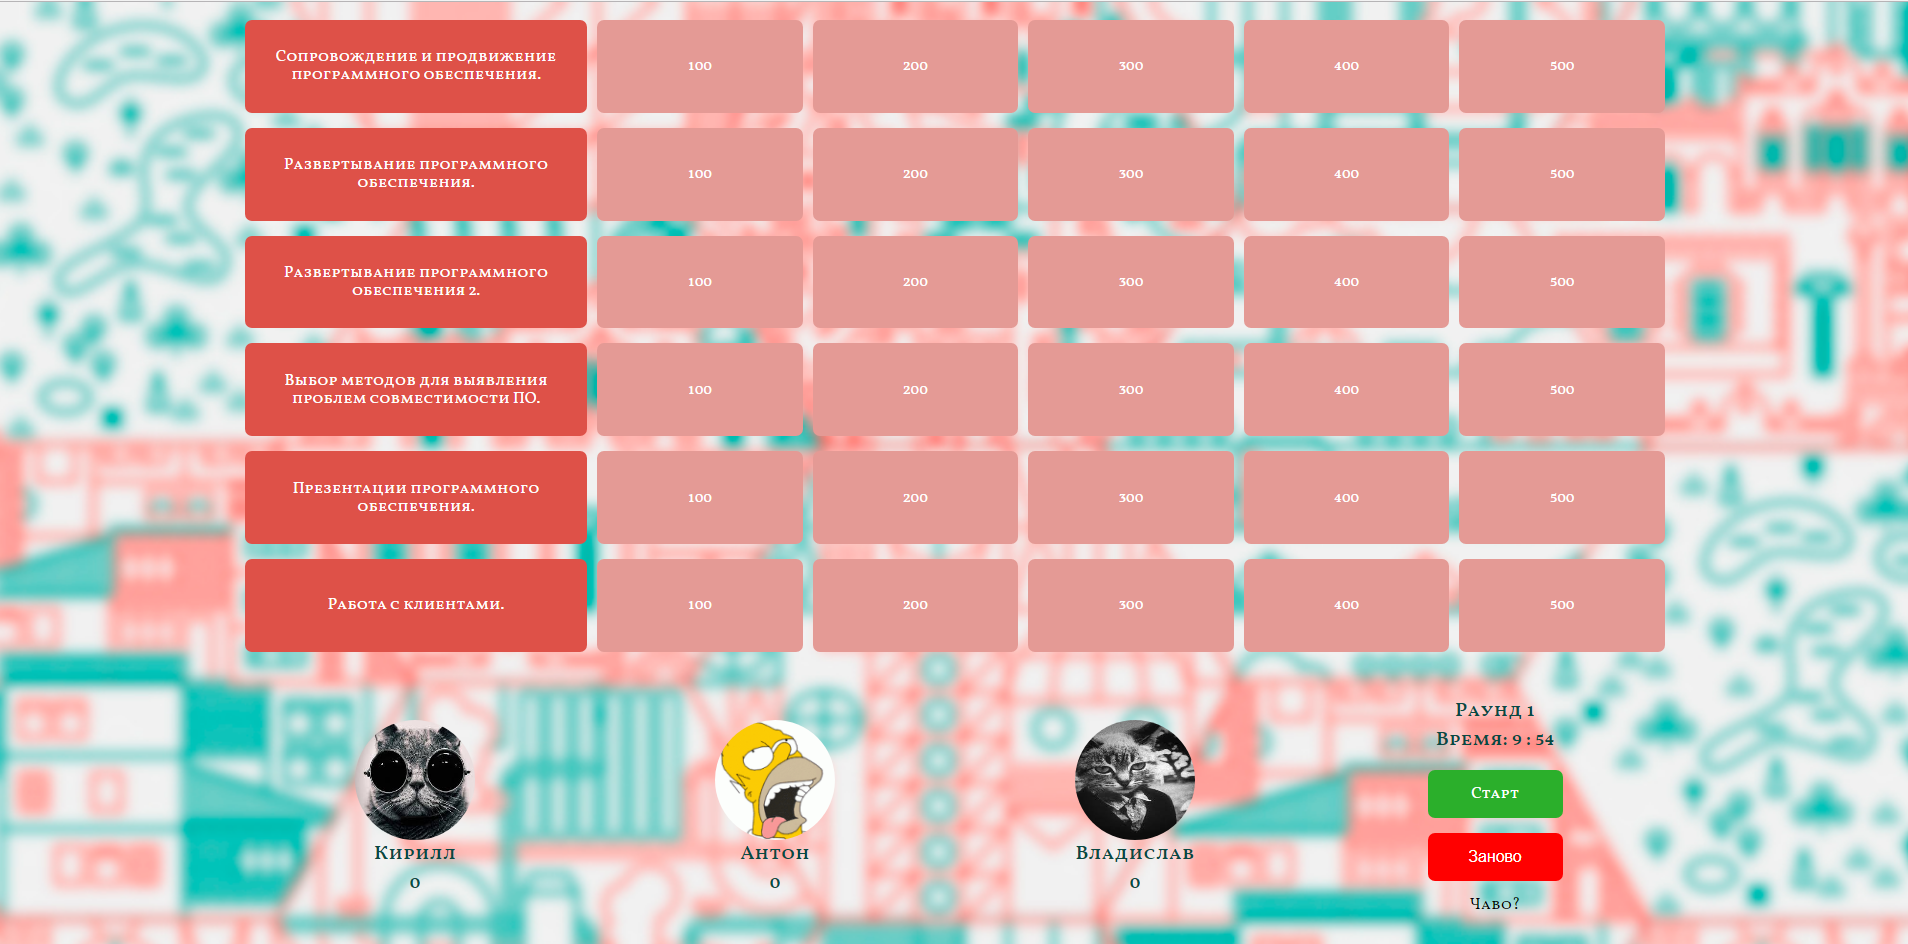 Сопровождение и продвижение
программного обеспечения.
100 200 300 400 500
Развертывание программного
обеспечения.
100 200 300 400 500
Развертывание программного
обеспечения 2.
100 200 300 400 500
Выбор методов для выявления
проблем совместимости ПО.
100 200 300 400 500
Презентации программного
обеспечения.
100 200 300 400 500
Работа с клиентами.
100 200 300 400 500
Кирилл
0
Антон
0
Владислав
0
Раунд 1
Время: 9 : 54
Старт
Заново
Чаво?